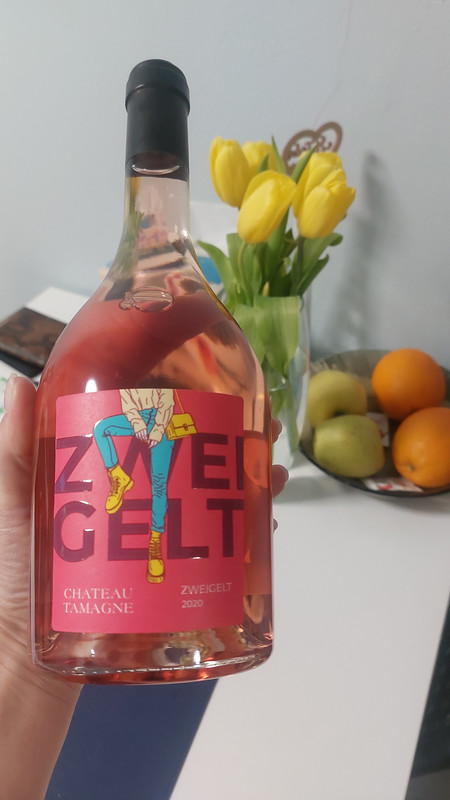 ZWEI
GELT
CHATEAU
TAMAGNE
ZWEIGELT
2020